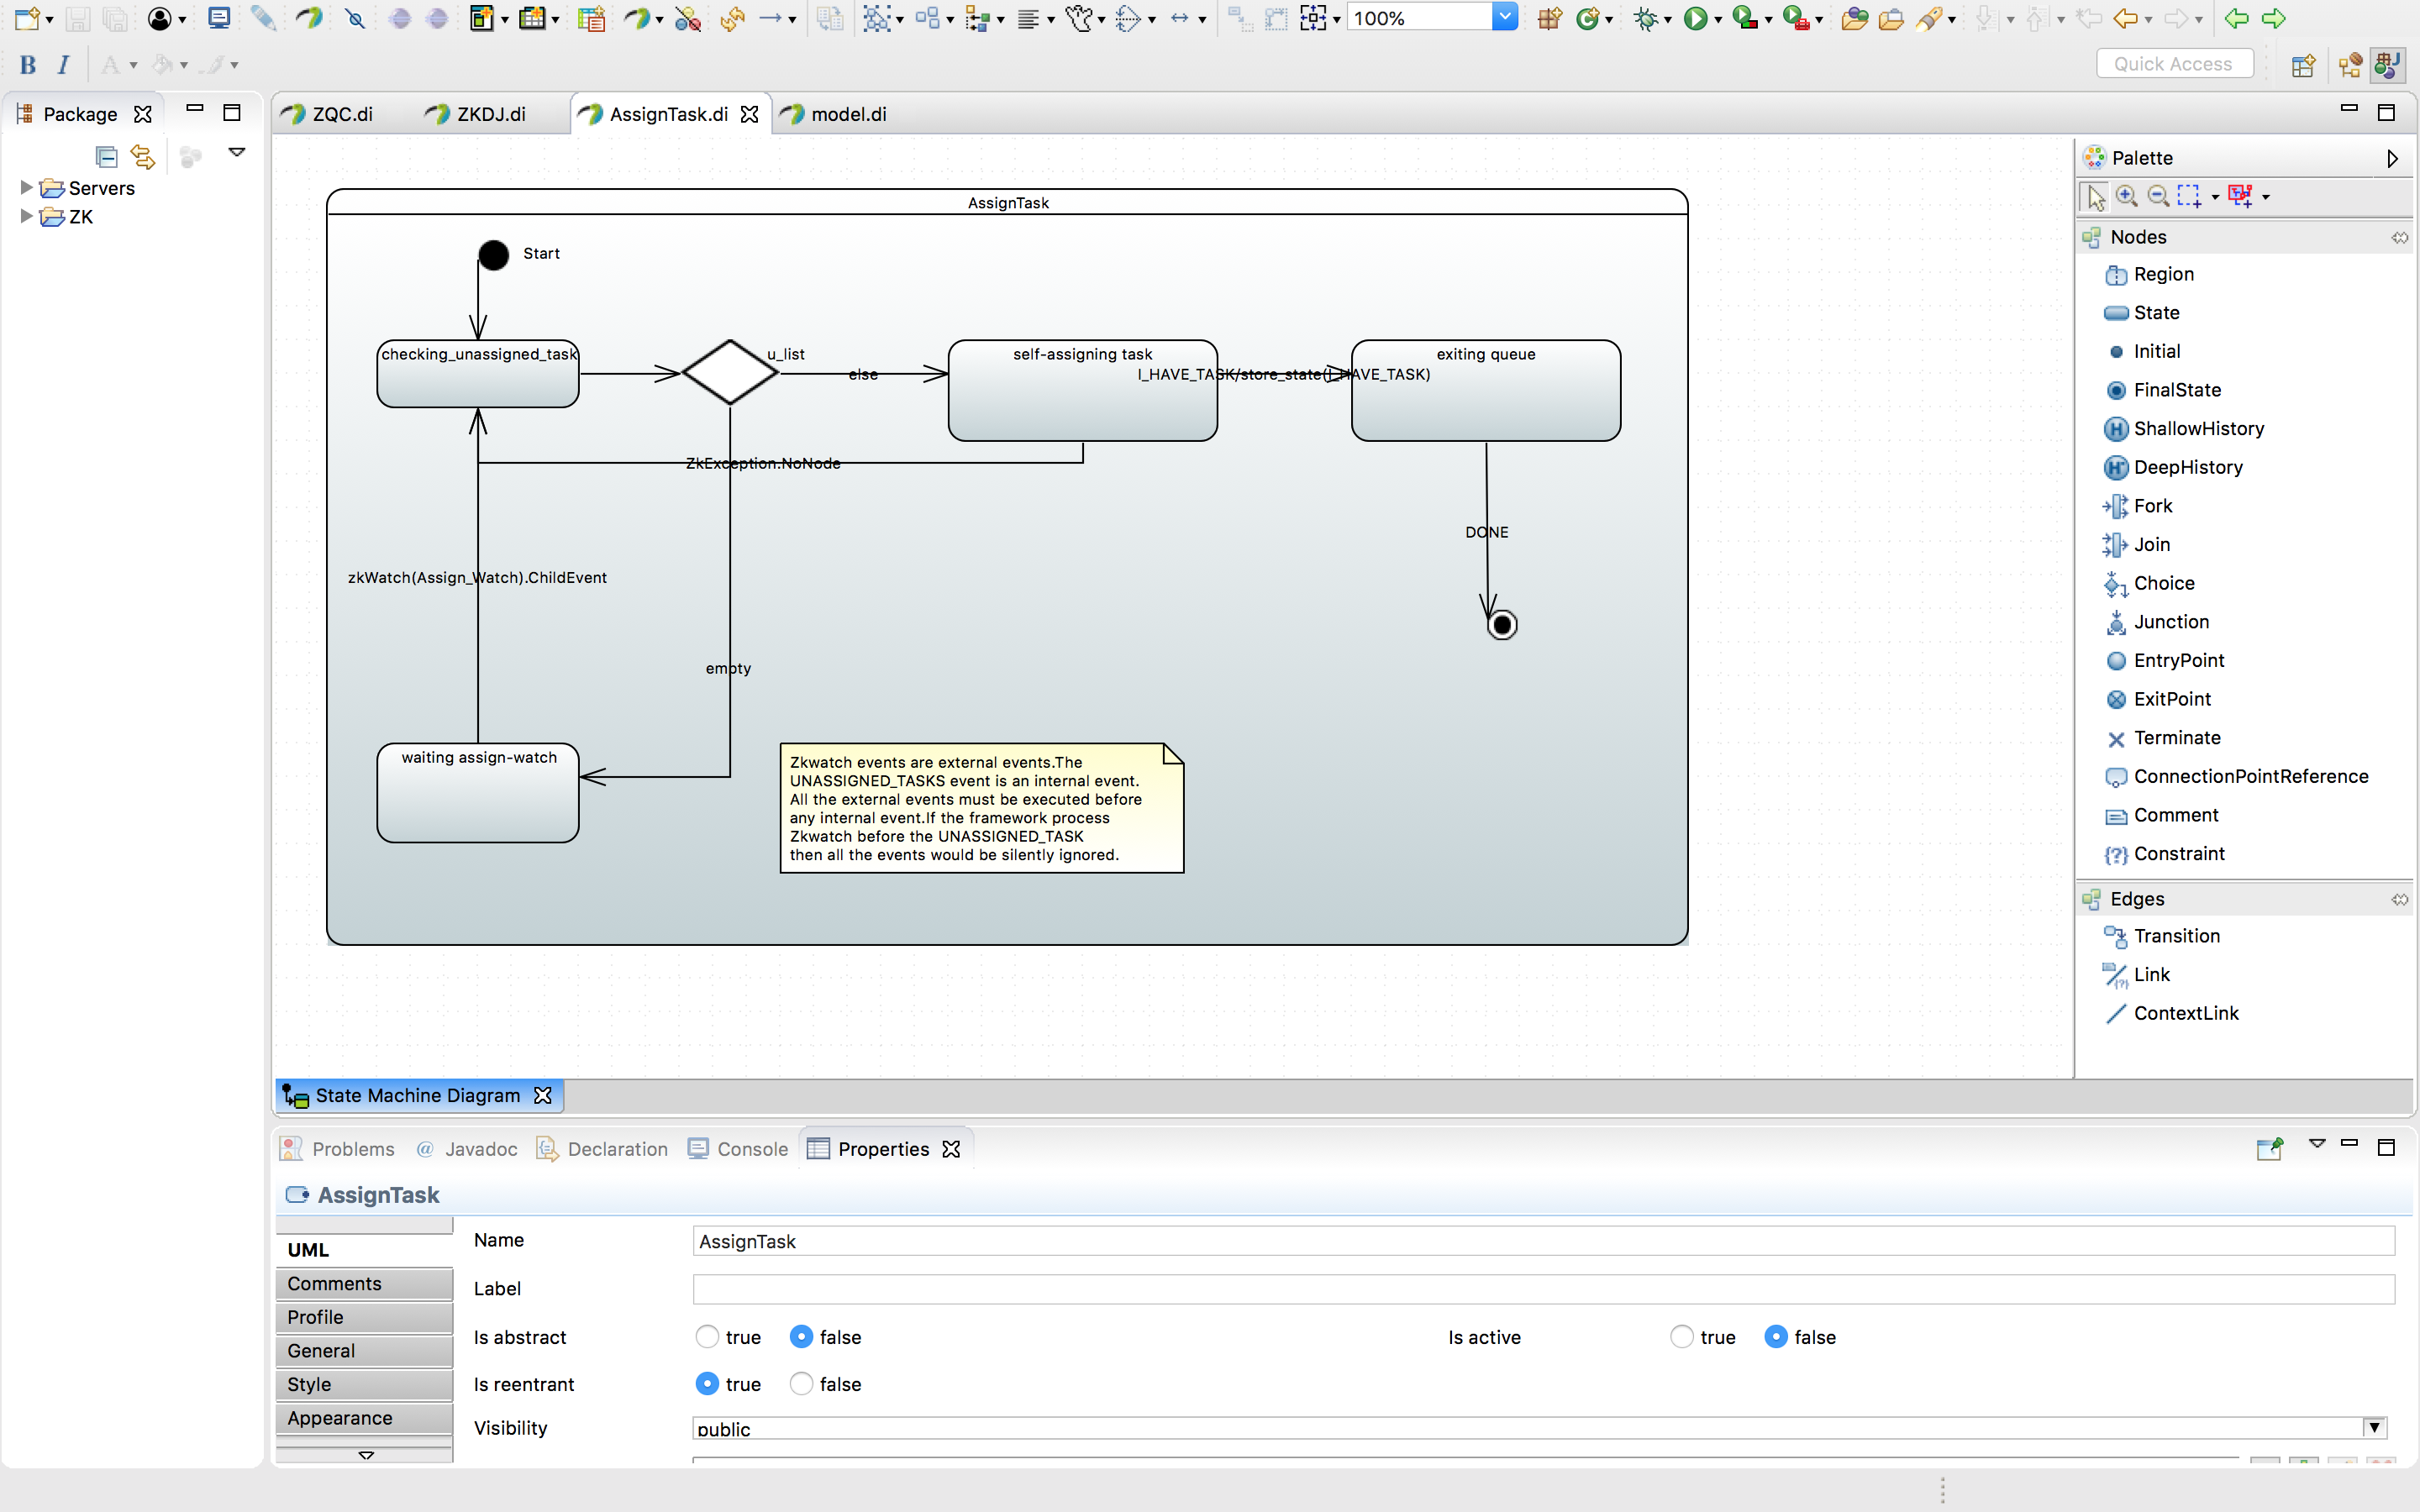 100%
B I A
Quick Access
Package
ZQC.di
ZKDJ.di
AssignTask.di
model.di
Servers
ZK
AssignTask
Start
checking_unassigned_task
u_list
else
self-assigning task
I_HAVE_TASK/store_state(I_HAVE_TASK)
exiting queue
ZkException.NoNode
DONE
zkWatch(Assign_Watch).ChildEvent
empty
waiting assign-watch
Zkwatch events are external events.The
UNASSIGNED_TASKS event is an internal event.
All the external events must be executed before
any internal event.If the framework process
Zkwatch before the UNASSIGNED_TASK
then all the events would be silently ignored.
Palette
Nodes
Region
State
Initial
FinalState
ShallowHistory
DeepHistory
Fork
Join
Choice
Junction
EntryPoint
ExitPoint
Terminate
ConnectionPointReference
Comment
Constraint
Edges
Transition
Link
ContextLink
State Machine Diagram
Problems
@ Javadoc
Declaration
Console
Properties
AssignTask
UML
Comments
Profile
General
Style
Appearance
Name
AssignTask
Label
Is abstract
true
false
Is active
true
false
Is reentrant
true
false
Visibility
public